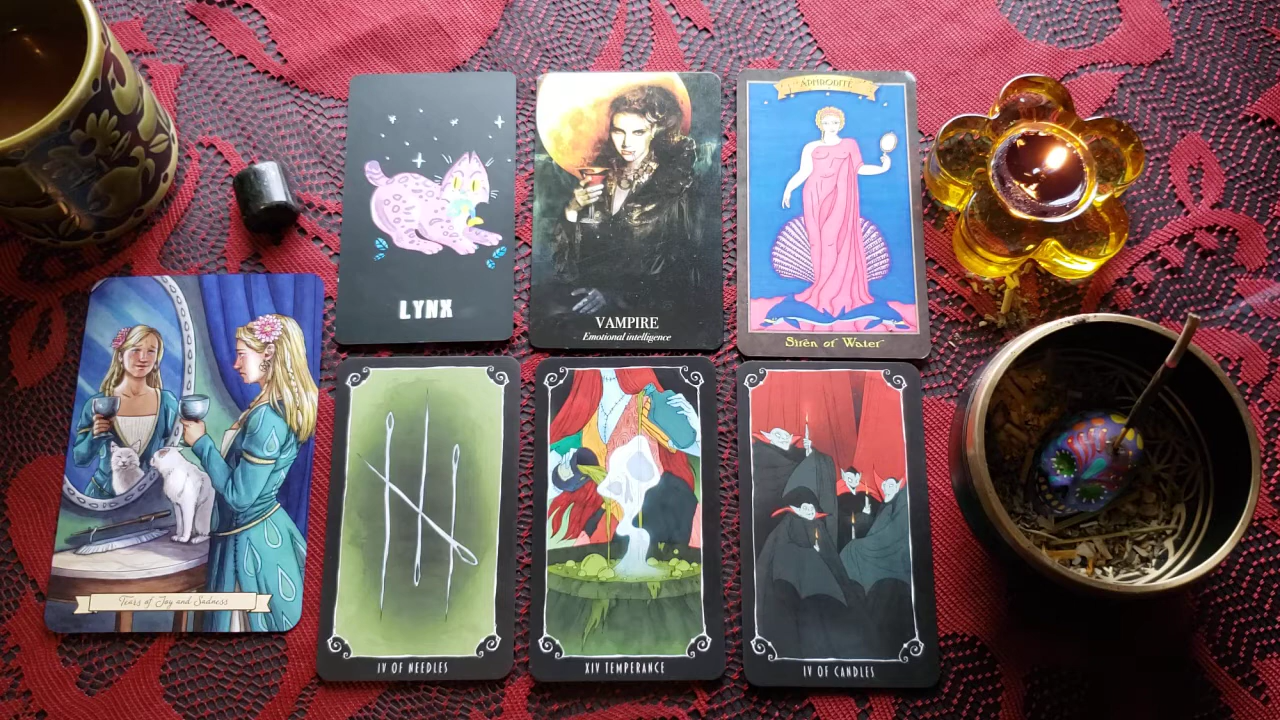 LYNX
VAMPIRE
Emotional intelligence
APHRODITE
Siren of Water
Tears of Joy and Sadness
IV OF NEEDLES
XIV TEMPERANCE
IV OF CANDLES